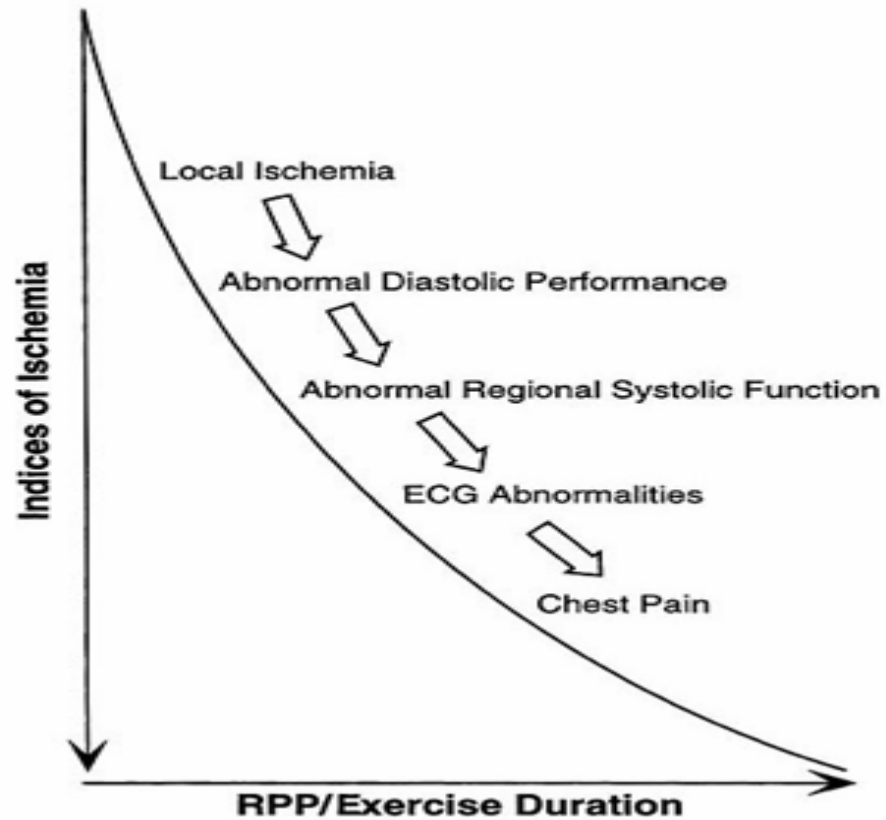 Local Ischemia
Abnormal Diastolic Performance
Abnormal Regional Systolic Function
ECG Abnormalities
Chest Pain
Indices of Ischemia
RPP/Exercise Duration